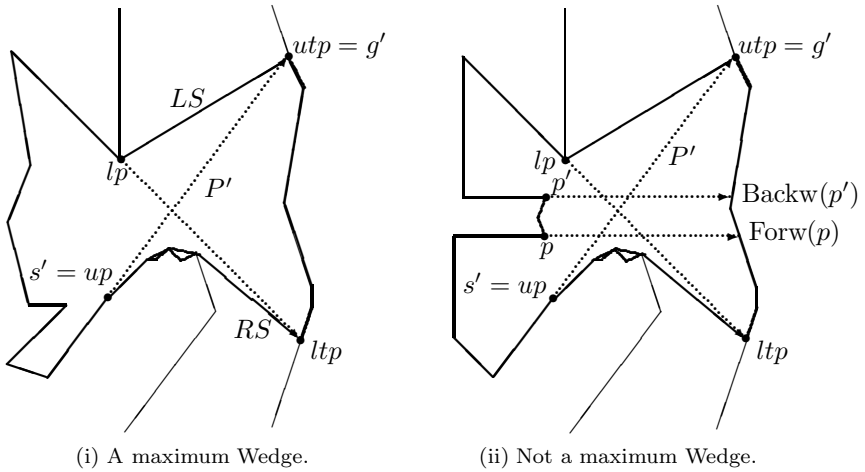 utp = g′
LS
lp
P′
s′ = up
RS
ltp
(i) A maximum Wedge.
utp = g′
lp
P′
p′
Backw(p′)
p
Forw(p)
s′ = up
ltp
(ii) Not a maximum Wedge.